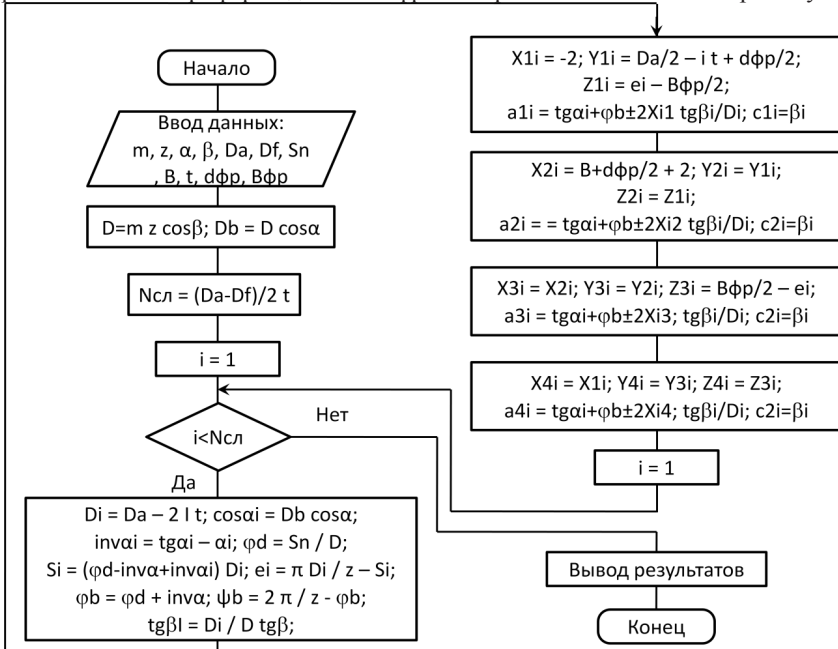 Начало
Ввод данных:
m, z, α, β, Da, Df, Sn
, B, t, dфр, Bфр
D=m z cosβ; Db = D cosα
Nсл = (Da-Df)/2 t
i = 1
i<Nсл
Нет
Да
Di = Da – 2 I t; cosαi = Db cosα;
invαi = tgαi – αi; φd = Sn / D;
Si = (φd-invα+invαi) Di; ei = π Di / z – Si;
φb = φd + invα; ψb = 2 π / z - φb;
tgβI = Di / D tgβ;
X1i = -2; Y1i = Da/2 – i t + dфр/2;
Z1i = ei – Bфр/2;
a1i = tgαi+φb±2Xi1 tgβi/Di; c1i=βi
X2i = B+dфр/2 + 2; Y2i = Y1i;
Z2i = Z1i;
a2i = = tgαi+φb±2Xi2 tgβi/Di; c2i=βi
X3i = X2i; Y3i = Y2i; Z3i = Bфр/2 – ei;
a3i = tgαi+φb±2Xi3; tgβi/Di; c2i=βi
X4i = X1i; Y4i = Y3i; Z4i = Z3i;
a4i = tgαi+φb±2Xi4; tgβi/Di; c2i=βi
i = 1
Вывод результатов
Конец